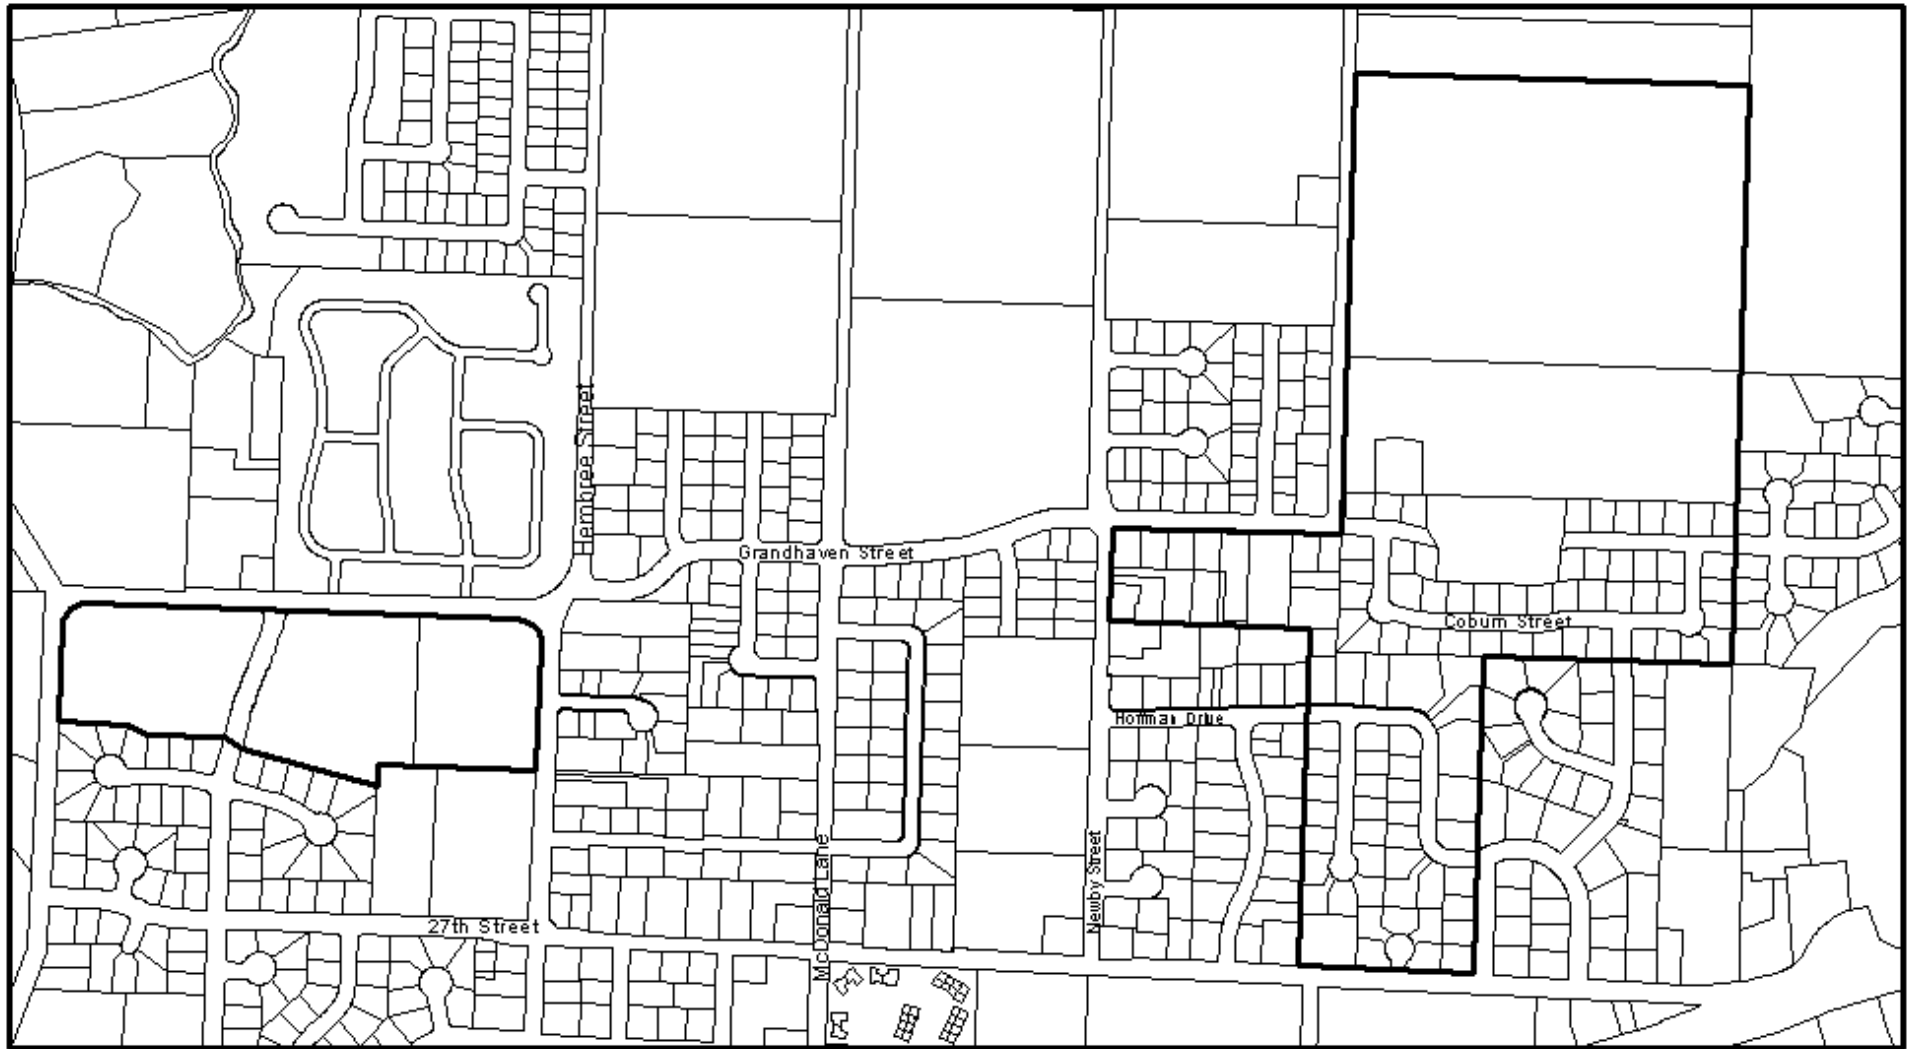 Hembree Street
Grandhaven Street
Coburn Street
Hoffman Drive
Newby Street
McDonald Lane
27th Street